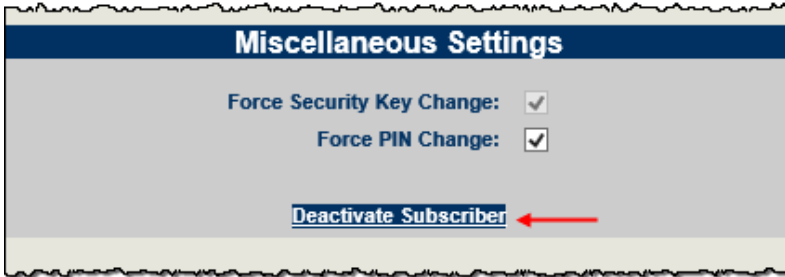 Miscellaneous Settings
Force Security Key Change:
Force PIN Change:
Deactivate Subscriber